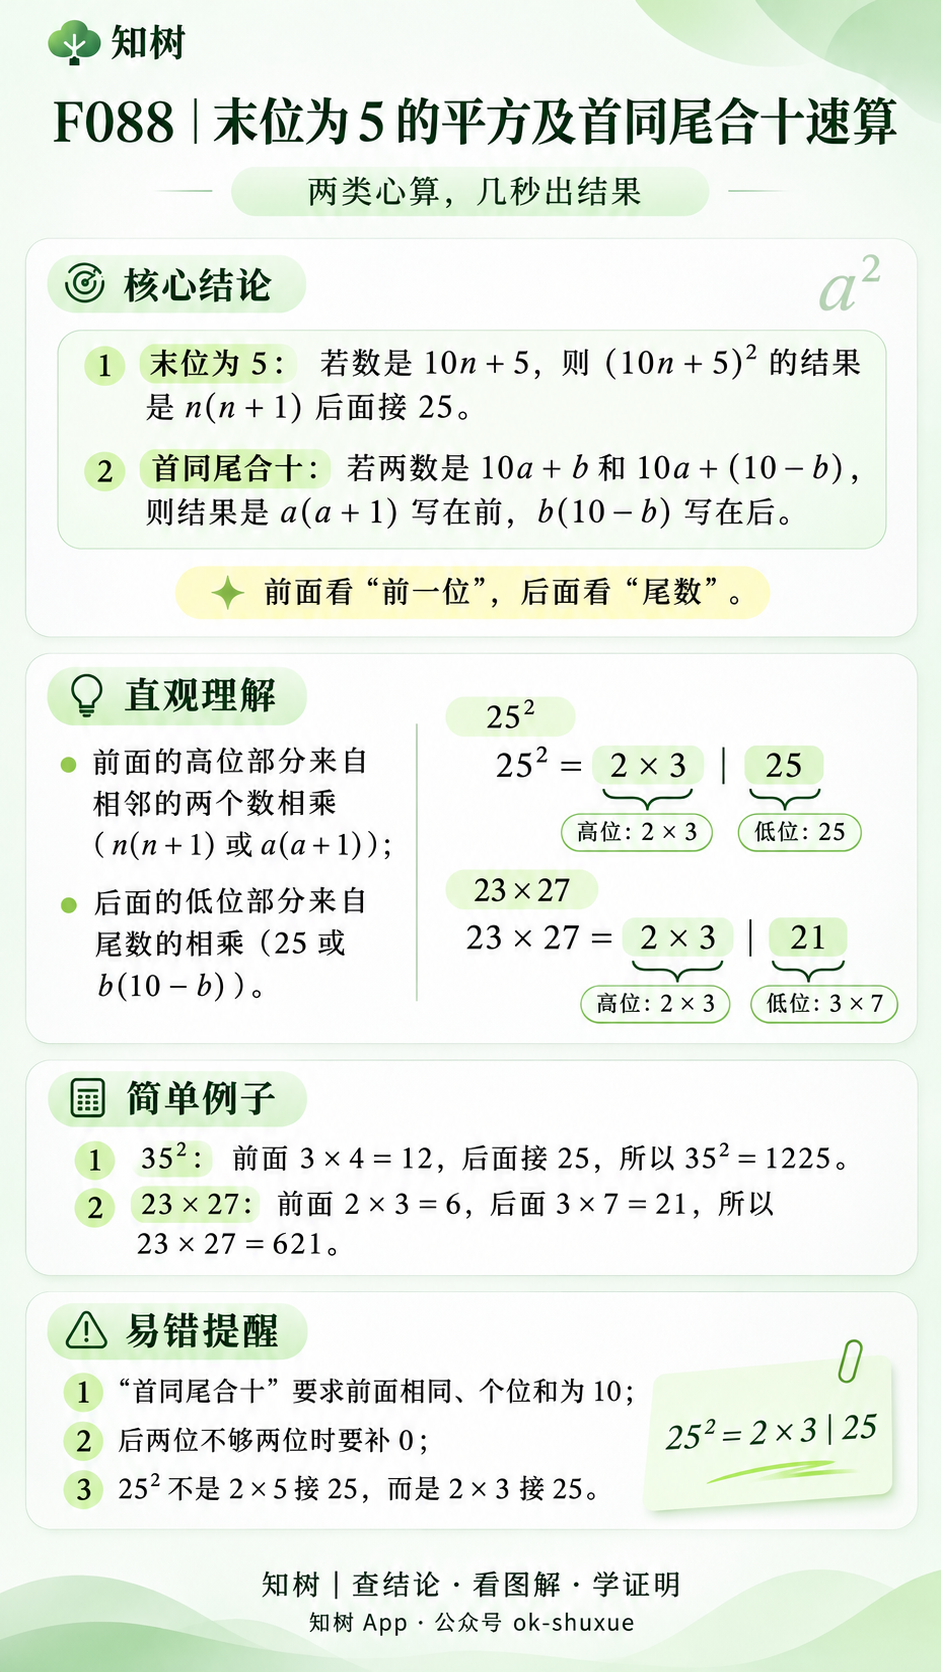 知树
F088 | 末位为 5 的平方及首同尾合十速算
两类心算，几秒出结果
核心结论
a²
1 末位为 5： 若数是 10n + 5，则 (10n + 5)² 的结果
是 n(n + 1) 后面接 25。
2 首同尾合十： 若两数是 10a + b 和 10a + (10 − b)，
则结果是 a(a + 1) 写在前，b(10 − b) 写在后。
前面看“前一位”，后面看“尾数”。
直观理解
前面的高位部分来自
相邻的两个数相乘
（n(n + 1) 或 a(a + 1)）；
后面的低位部分来自
尾数的相乘（25 或
b(10 − b)）。
25²
25² = 2 × 3 | 25
高位：2 × 3 低位：25
23 × 27
23 × 27 = 2 × 3 | 21
高位：2 × 3 低位：3 × 7
简单例子
1 35²： 前面 3 × 4 = 12，后面接 25，所以 35² = 1225。
2 23 × 27： 前面 2 × 3 = 6，后面 3 × 7 = 21，所以
23 × 27 = 621。
易错提醒
1 “首同尾合十”要求前面相同、个位和为 10；
2 后两位不够两位时要补 0；
3 25² 不是 2 × 5 接 25，而是 2 × 3 接 25。
25² = 2 × 3 | 25
知树 | 查结论 · 看图解 · 学证明
知树 App · 公众号 ok-shuxue